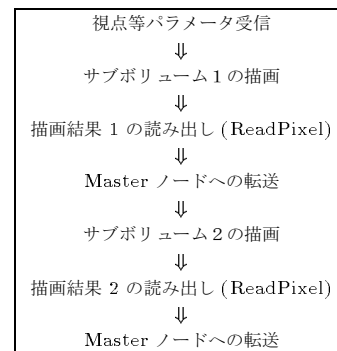 視点等パラメータ受信
⇓
サブボリューム1の描画
⇓
描画結果 1 の読み出し (ReadPixel)
⇓
Master ノードへの転送
⇓
サブボリューム2の描画
⇓
描画結果 2 の読み出し (ReadPixel)
⇓
Master ノードへの転送